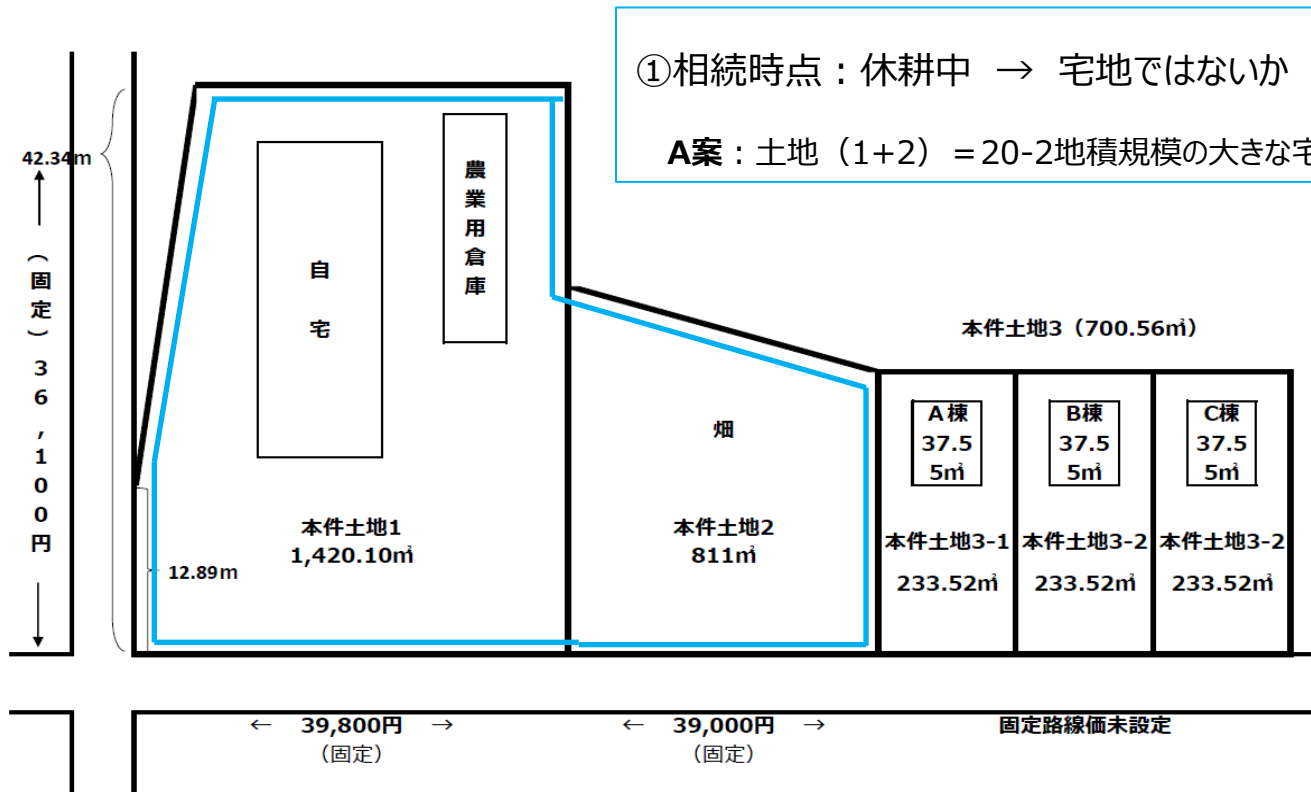 ①相続時点：休耕中 → 宅地ではないか
A案：土地（1+2）＝20-2地積規模の大きな宅
42.34m
（固定）36,100円
12.89m
自宅
農業用倉庫
本件土地1
1,420.10㎡
畑
本件土地2
811㎡
本件土地3（700.56㎡）
A棟
37.5
5㎡
B棟
37.5
5㎡
C棟
37.5
5㎡
本件土地3-1
233.52㎡
本件土地3-2
233.52㎡
本件土地3-2
233.52㎡
← 39,800円 →
（固定）
← 39,000円 →
（固定）
固定路線価未設定